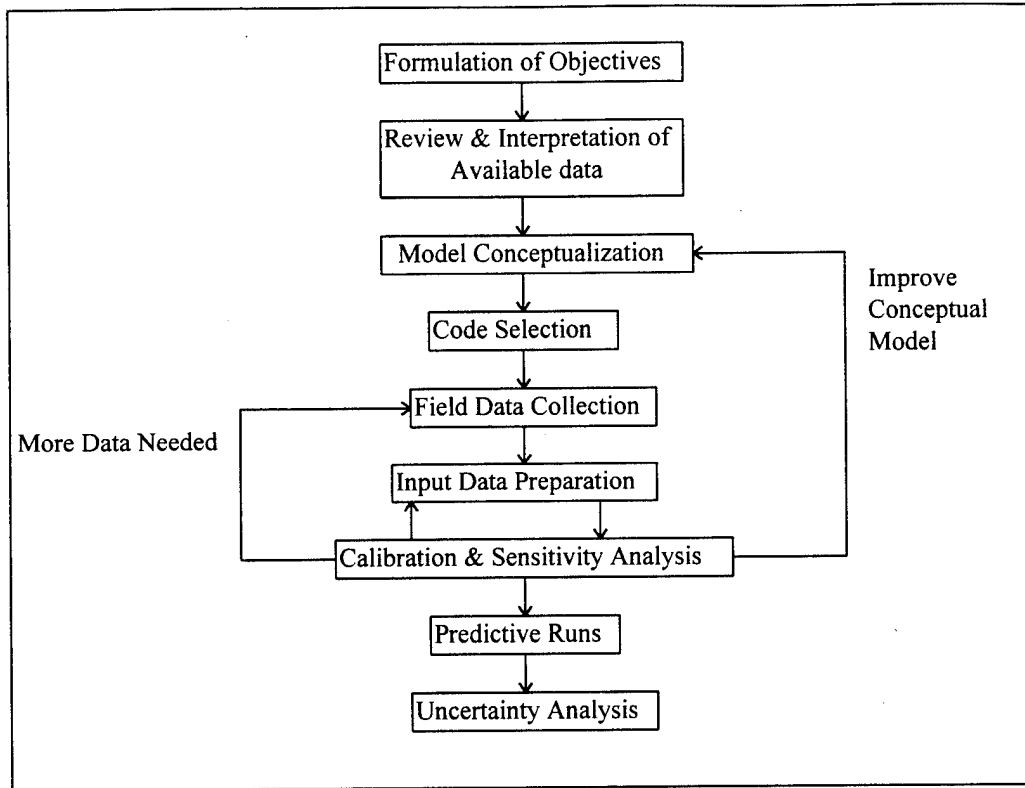 Formulation of Objectives
Review & Interpretation of
Available data
Model Conceptualization
Improve
Conceptual
Model
Code Selection
Field Data Collection
More Data Needed
Input Data Preparation
Calibration & Sensitivity Analysis
Predictive Runs
Uncertainty Analysis